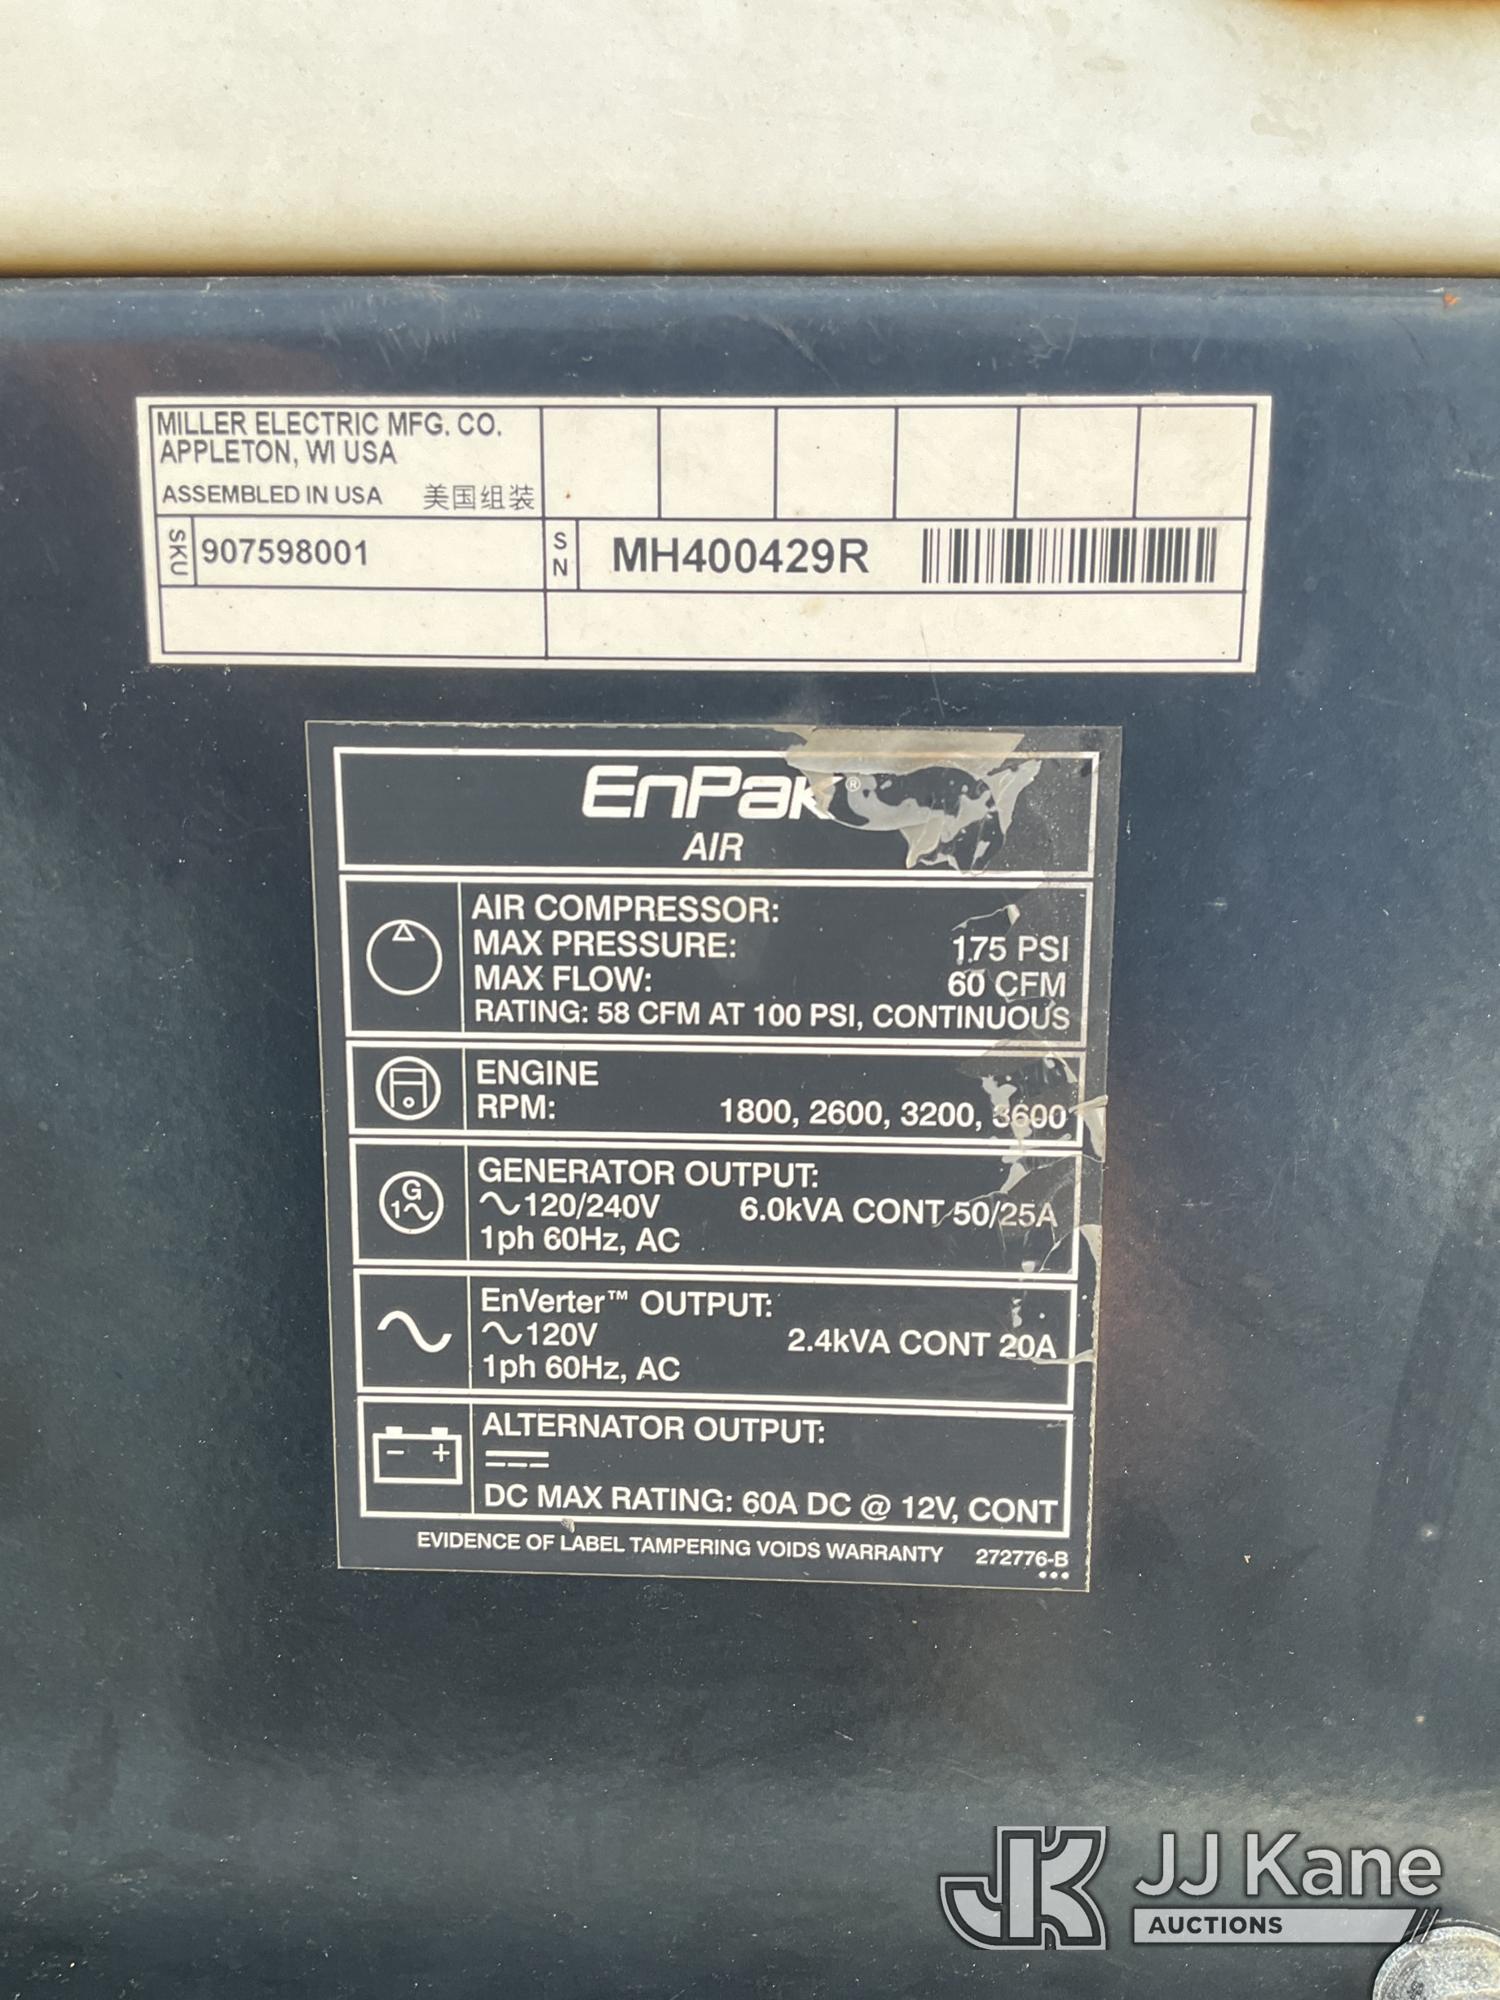 MILLER ELECTRIC MFG. CO.
APPLETON, WI USA
ASSEMBLED IN USA 美国组装
SKU 907598001 SN MH400429R
EnPak®
AIR
AIR COMPRESSOR:
MAX PRESSURE: 175 PSI
MAX FLOW: 60 CFM
RATING: 58 CFM AT 100 PSI, CONTINUOUS
ENGINE
RPM: 1800, 2600, 3200, 3600
G
1~
GENERATOR OUTPUT:
~120/240V 6.0kVA CONT 50/25A
1ph 60Hz, AC
EnVerter™ OUTPUT:
~120V 2.4kVA CONT 20A
1ph 60Hz, AC
- +
ALTERNATOR OUTPUT:
DC MAX RATING: 60A DC @ 12V, CONT
EVIDENCE OF LABEL TAMPERING VOIDS WARRANTY 272776-B
JK JJ Kane
AUCTIONS